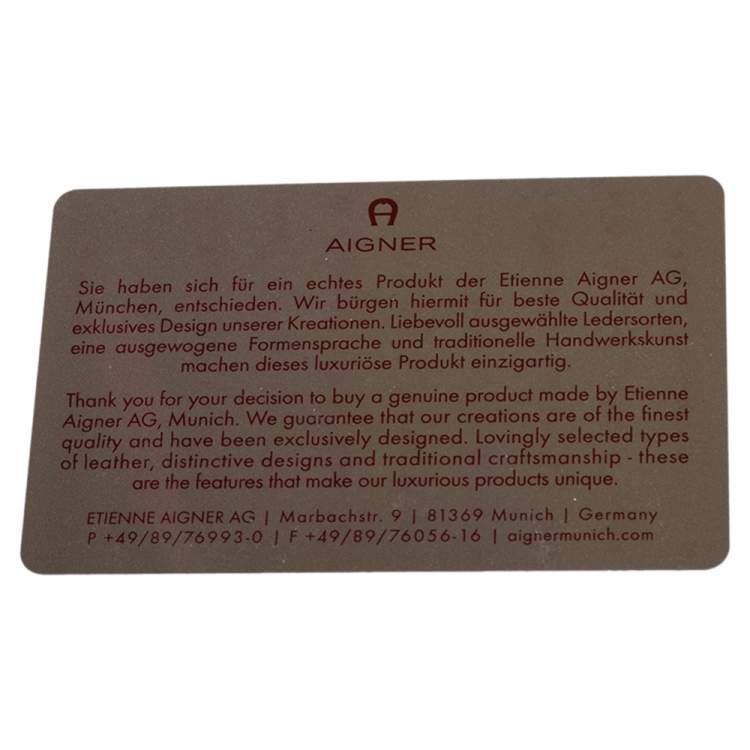 AIGNER
Sie haben sich für ein echtes Produkt der Etienne Aigner AG,
München, entschieden. Wir bürgen hiermit für beste Qualität und
exklusives Design unserer Kreationen. Liebevoll ausgewählte Ledersorten,
eine ausgewogene Formensprache und traditionelle Handwerkskunst
machen dieses luxuriöse Produkt einzigartig.
Thank you for your decision to buy a genuine product made by Etienne
Aigner AG, Munich. We guarantee that our creations are of the finest
quality and have been exclusively designed. Lovingly selected types
of leather, distinctive designs and traditional craftsmanship - these
are the features that make our luxurious products unique.
ETIENNE AIGNER AG | Marbachstr. 9 | 81369 Munich | Germany
P +49/89/76993-0 | F +49/89/76056-16 | aignermunich.com